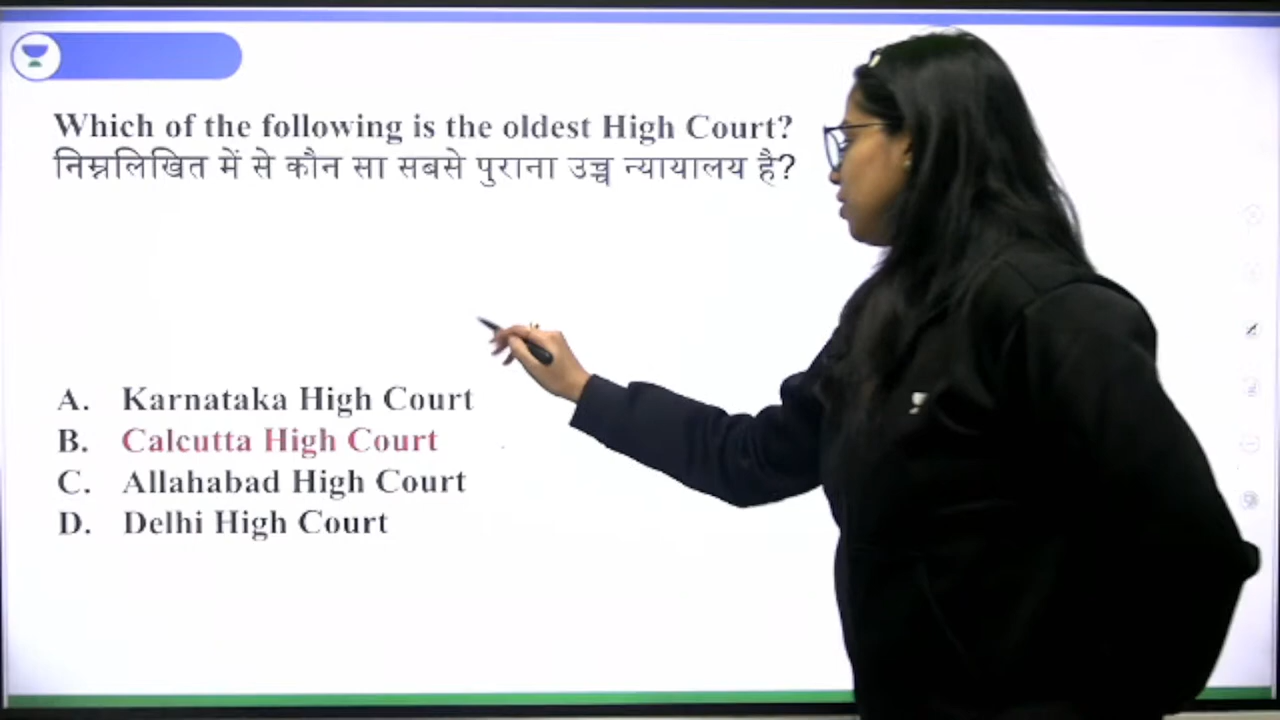 Which of the following is the oldest High Court?
निम्नलिखित में से कौन सा सबसे पुराना उच्च न्यायालय है?
A. Karnataka High Court
B. Calcutta High Court
C. Allahabad High Court
D. Delhi High Court